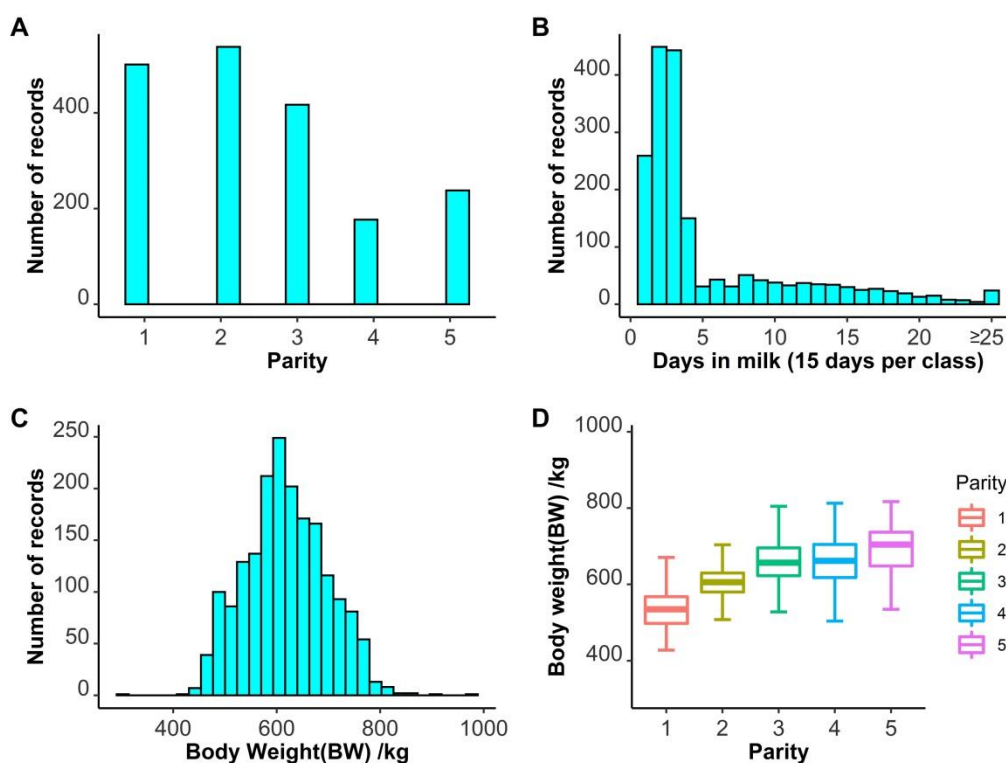 A
Number of records
400
200
0
1 2 3 4 5
Parity
B
Number of records
400
300
200
100
0
0 5 10 15 20 ≥25
Days in milk (15 days per class)
C
Number of records
250
200
150
100
50
0
400 600 800 1000
Body Weight(BW) /kg
D
Body weight(BW) /kg
1000
800
600
400
1 2 3 4 5
Parity
Parity
1
2
3
4
5